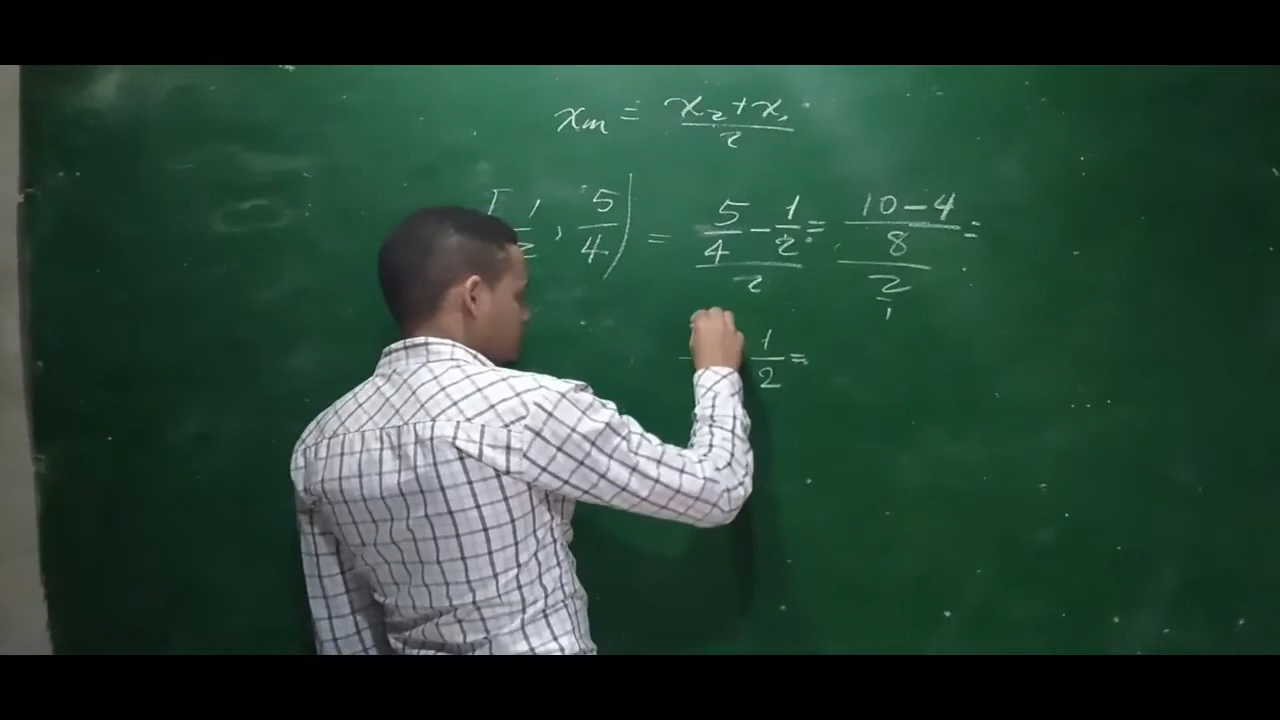 xm = x2+x1/2
[1/2, 5/4) = 5/4 - 1/2 / 2 = 10-4/8 / 2/1 =
1/2 =